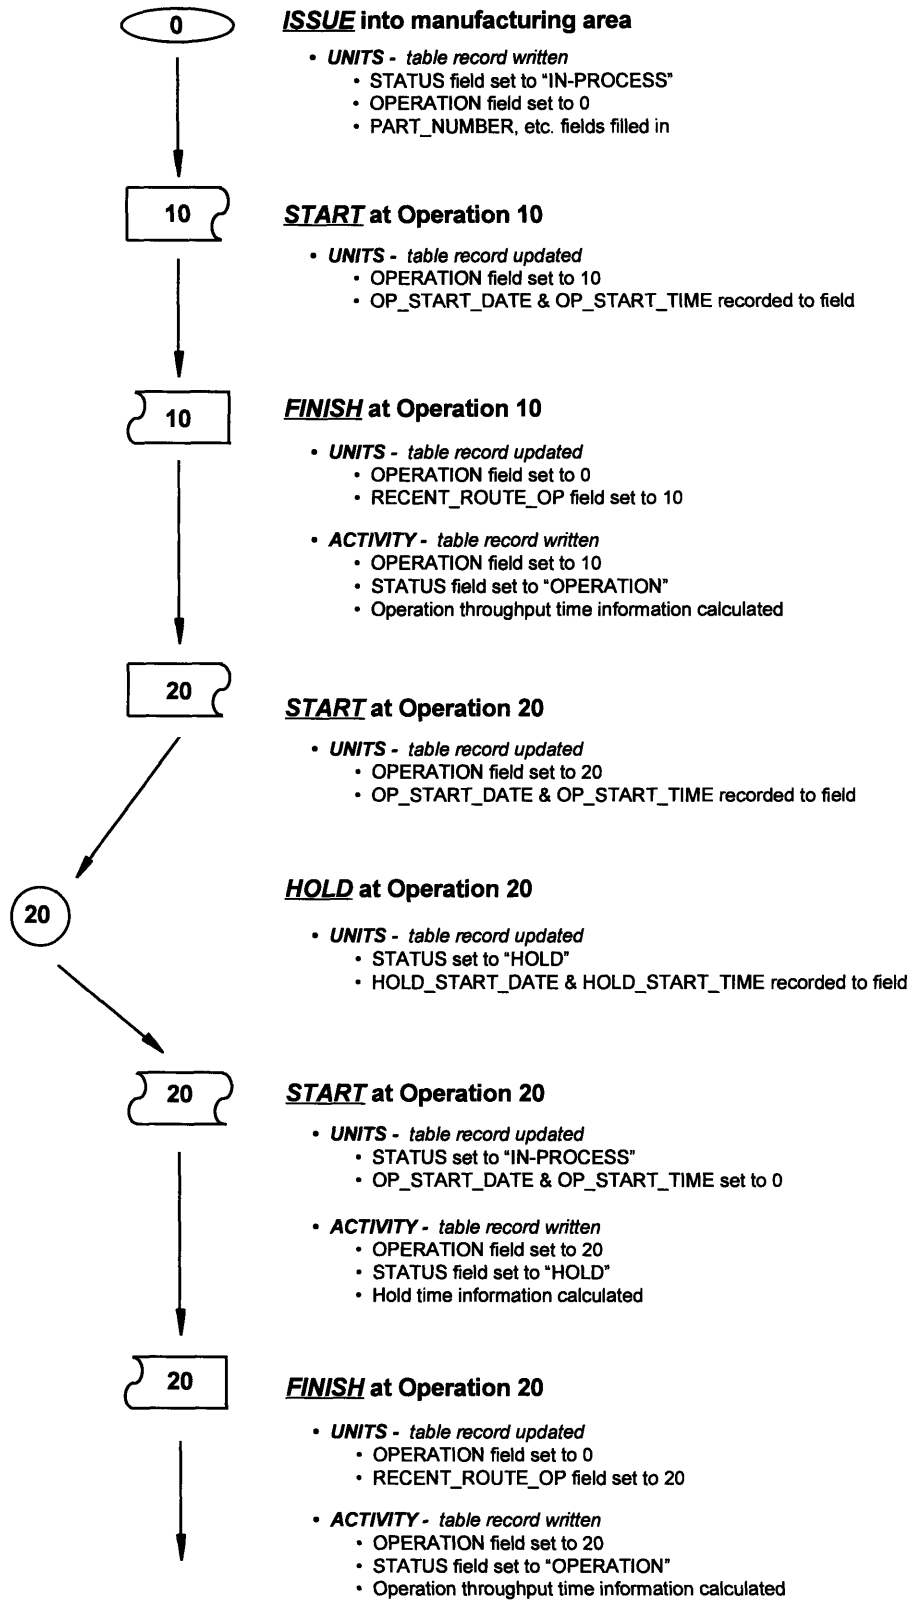 0
ISSUE into manufacturing area
• UNITS - table record written
• STATUS field set to “IN-PROCESS”
• OPERATION field set to 0
• PART_NUMBER, etc. fields filled in
10
START at Operation 10
• UNITS - table record updated
• OPERATION field set to 10
• OP_START_DATE & OP_START_TIME recorded to field
10
FINISH at Operation 10
• UNITS - table record updated
• OPERATION field set to 0
• RECENT_ROUTE_OP field set to 10
• ACTIVITY - table record written
• OPERATION field set to 10
• STATUS field set to “OPERATION”
• Operation throughput time information calculated
20
START at Operation 20
• UNITS - table record updated
• OPERATION field set to 20
• OP_START_DATE & OP_START_TIME recorded to field
20
HOLD at Operation 20
• UNITS - table record updated
• STATUS set to “HOLD”
• HOLD_START_DATE & HOLD_START_TIME recorded to field
20
START at Operation 20
• UNITS - table record updated
• STATUS set to “IN-PROCESS”
• OP_START_DATE & OP_START_TIME set to 0
• ACTIVITY - table record written
• OPERATION field set to 20
• STATUS field set to “HOLD”
• Hold time information calculated
20
FINISH at Operation 20
• UNITS - table record updated
• OPERATION field set to 0
• RECENT_ROUTE_OP field set to 20
• ACTIVITY - table record written
• OPERATION field set to 20
• STATUS field set to “OPERATION”
• Operation throughput time information calculated